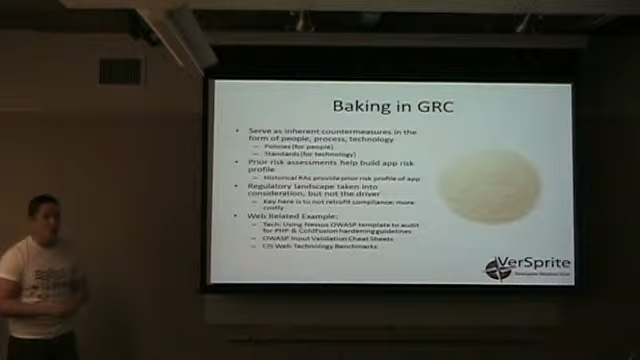 Baking in GRC
• Serve as inherent countermeasures in the
form of people, process, technology
– Policies (for people)
– Standards (for technology)
• Prior risk assessments help build app risk
profile
– Historical RAs provide prior risk profile of app
• Regulatory landscape taken into
consideration, but not the driver
– Key here is to not retrofit compliance; more
costly
• Web Related Example:
– Tech: Using Nessus OWASP template to audit
for PHP & ColdFusion hardening guidelines
– OWASP Input Validation Cheat Sheets
– CIS Web Technology Benchmarks
VerSprite